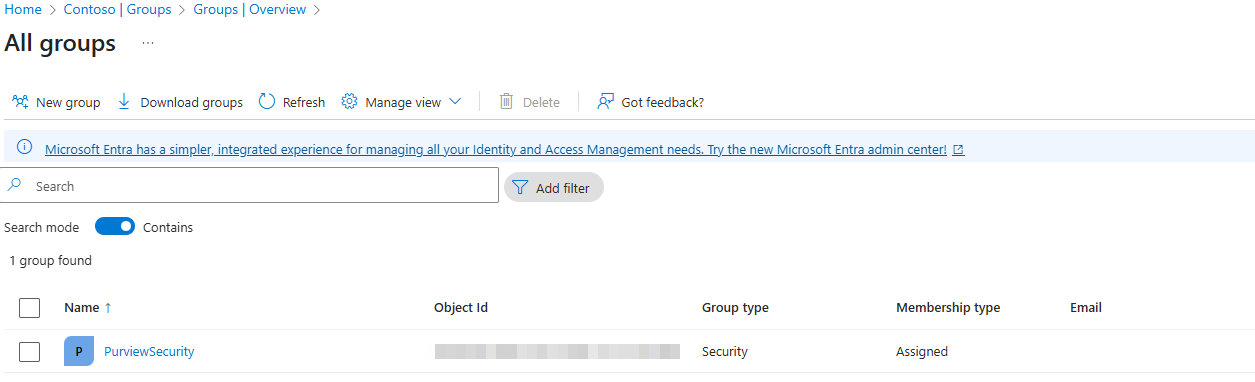 Home > Contoso | Groups > Groups | Overview >
All groups ...
New group Download groups Refresh Manage view Delete Got feedback?
Microsoft Entra has a simpler, integrated experience for managing all your Identity and Access Management needs. Try the new Microsoft Entra admin center!
Search Add filter
Search mode Contains
1 group found
Name ↑ Object Id Group type Membership type Email
P PurviewSecurity Security Assigned